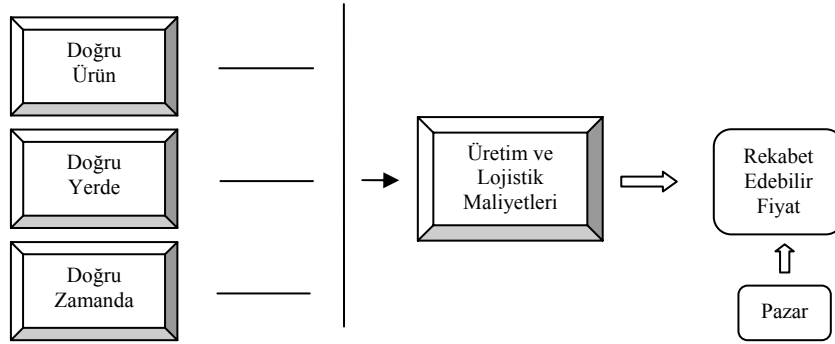 Doğru
Ürün
Doğru
Yerde
Doğru
Zamanda
Üretim ve
Lojistik
Maliyetleri
Rekabet
Edebilir
Fiyat
Pazar